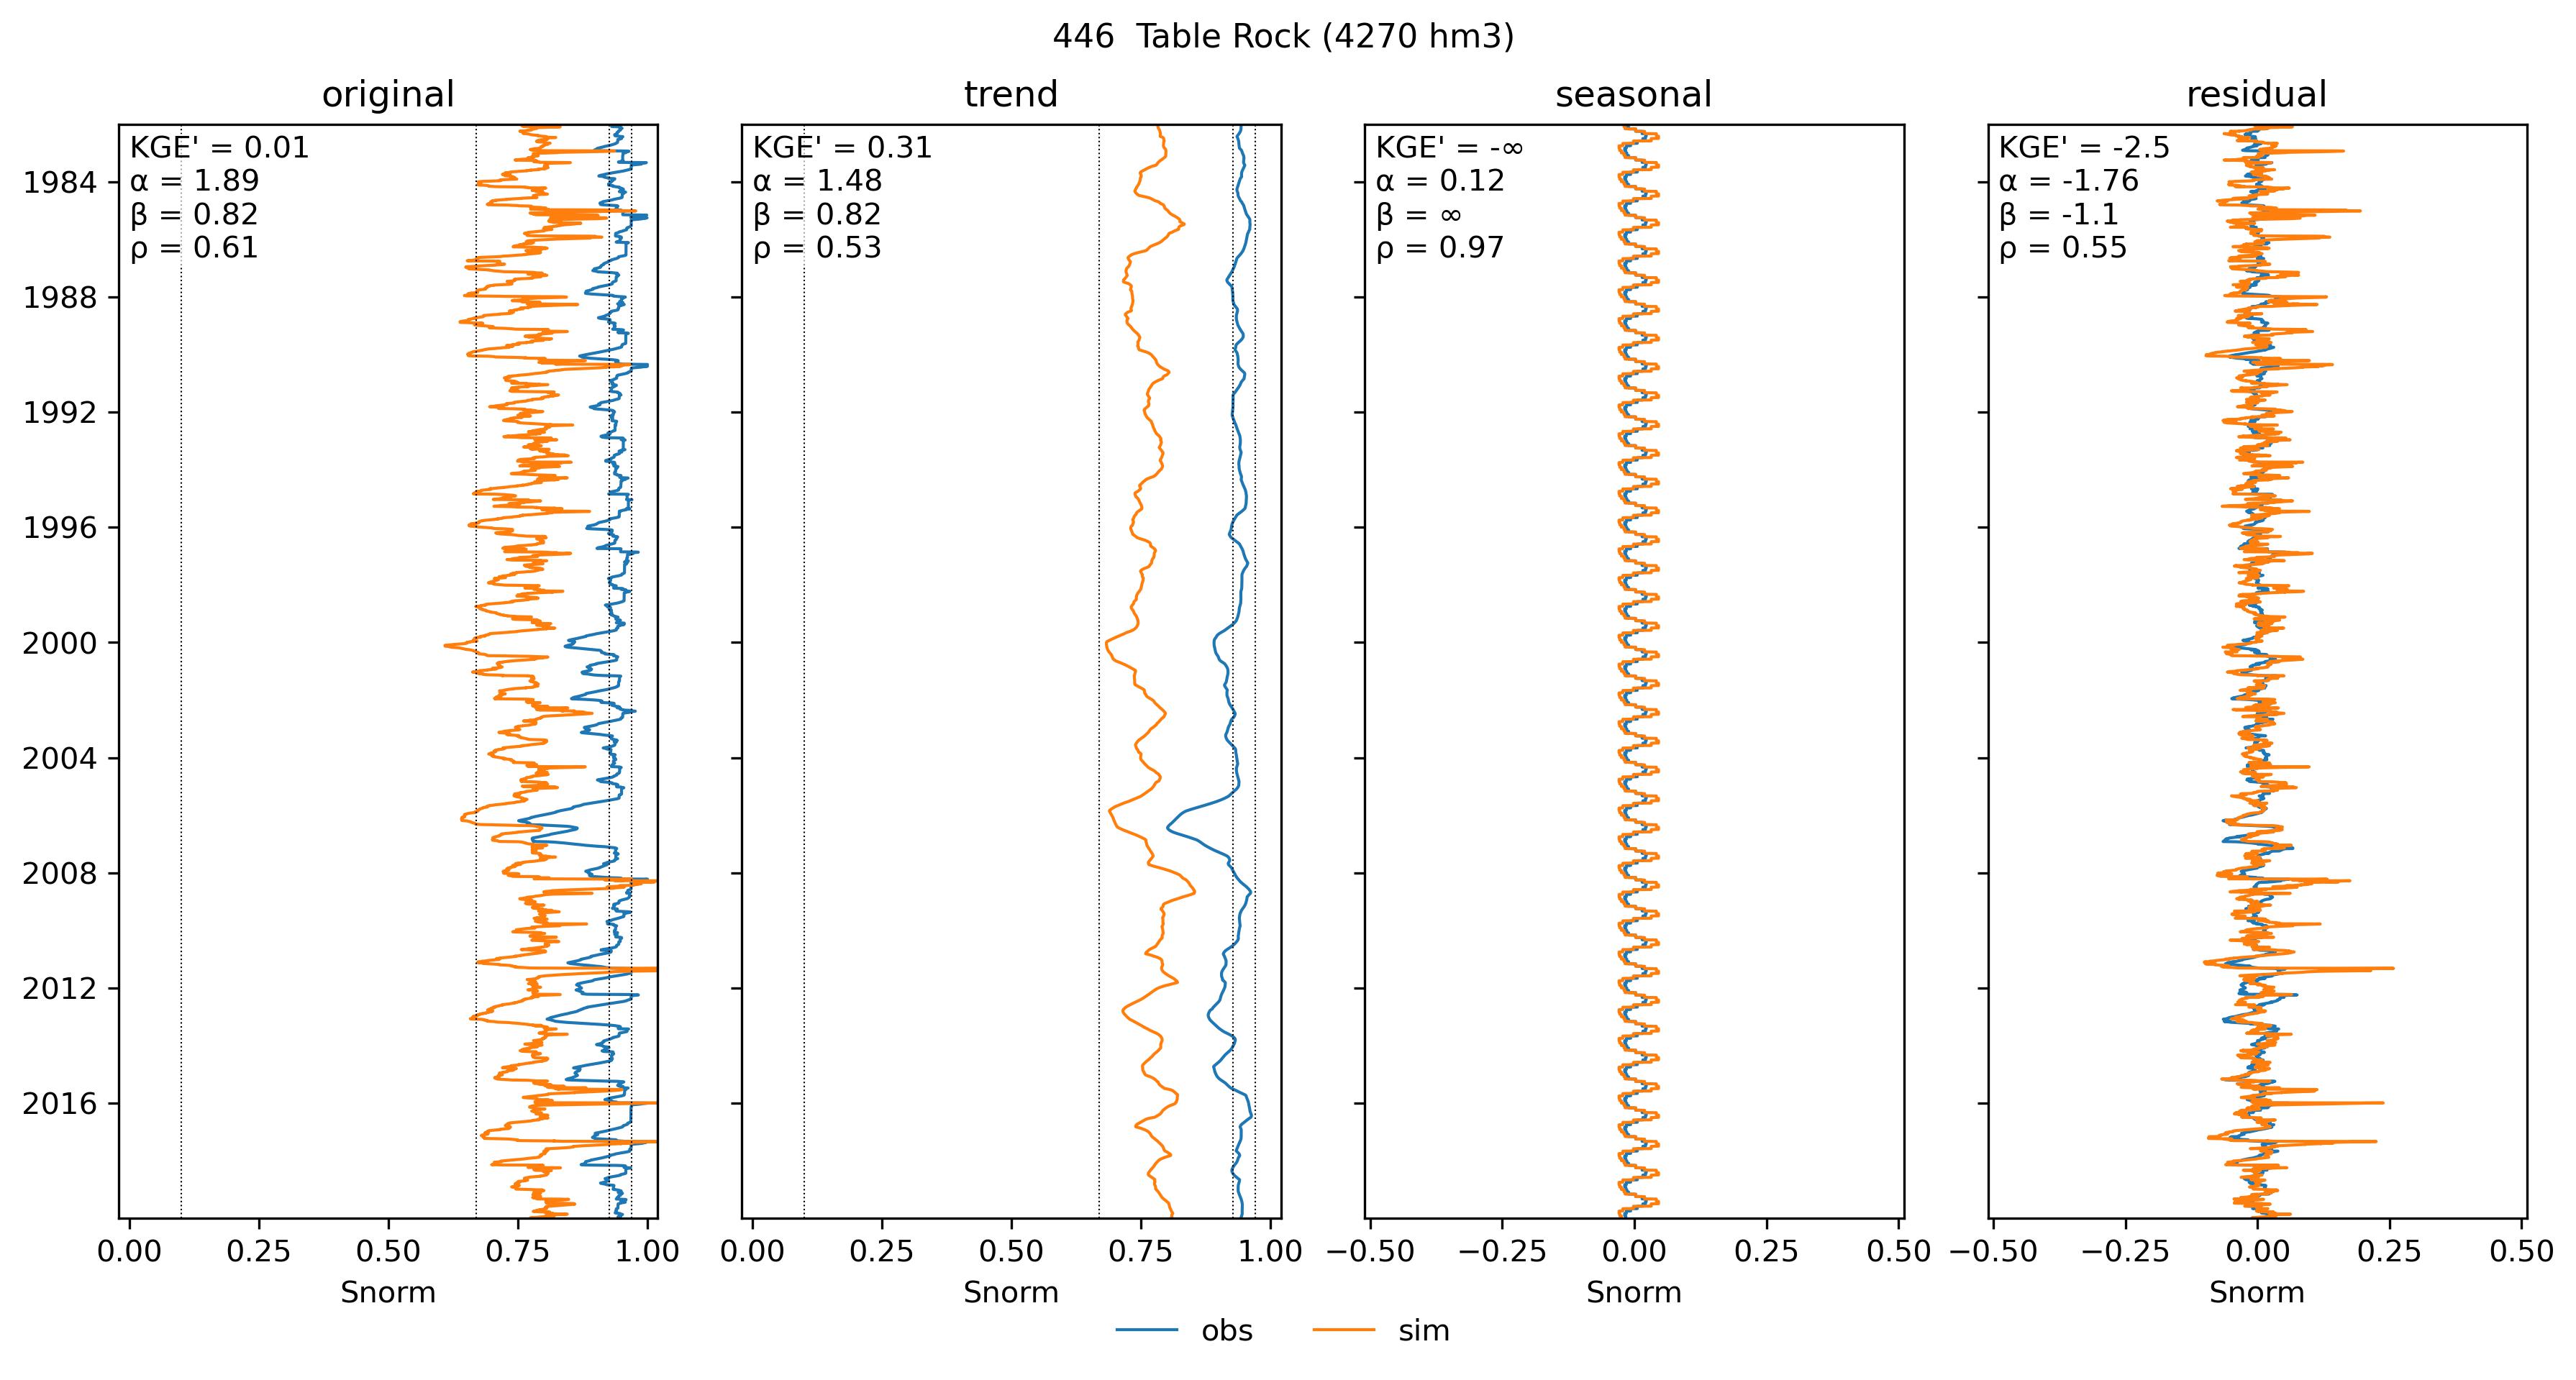 446  Table Rock (4270 hm3)
original
trend
seasonal
residual
KGE' = 0.01
α = 1.89
β = 0.82
ρ = 0.61
KGE' = 0.31
α = 1.48
β = 0.82
ρ = 0.53
KGE' = -∞
α = 0.12
β = ∞
ρ = 0.97
KGE' = -2.5
α = -1.76
β = -1.1
ρ = 0.55
1984
1988
1992
1996
2000
2004
2008
2012
2016
0.00 0.25 0.50 0.75 1.00
0.00 0.25 0.50 0.75 1.00
−0.50 −0.25 0.00 0.25 0.50
−0.50 −0.25 0.00 0.25 0.50
Snorm
Snorm
Snorm
Snorm
obs
sim